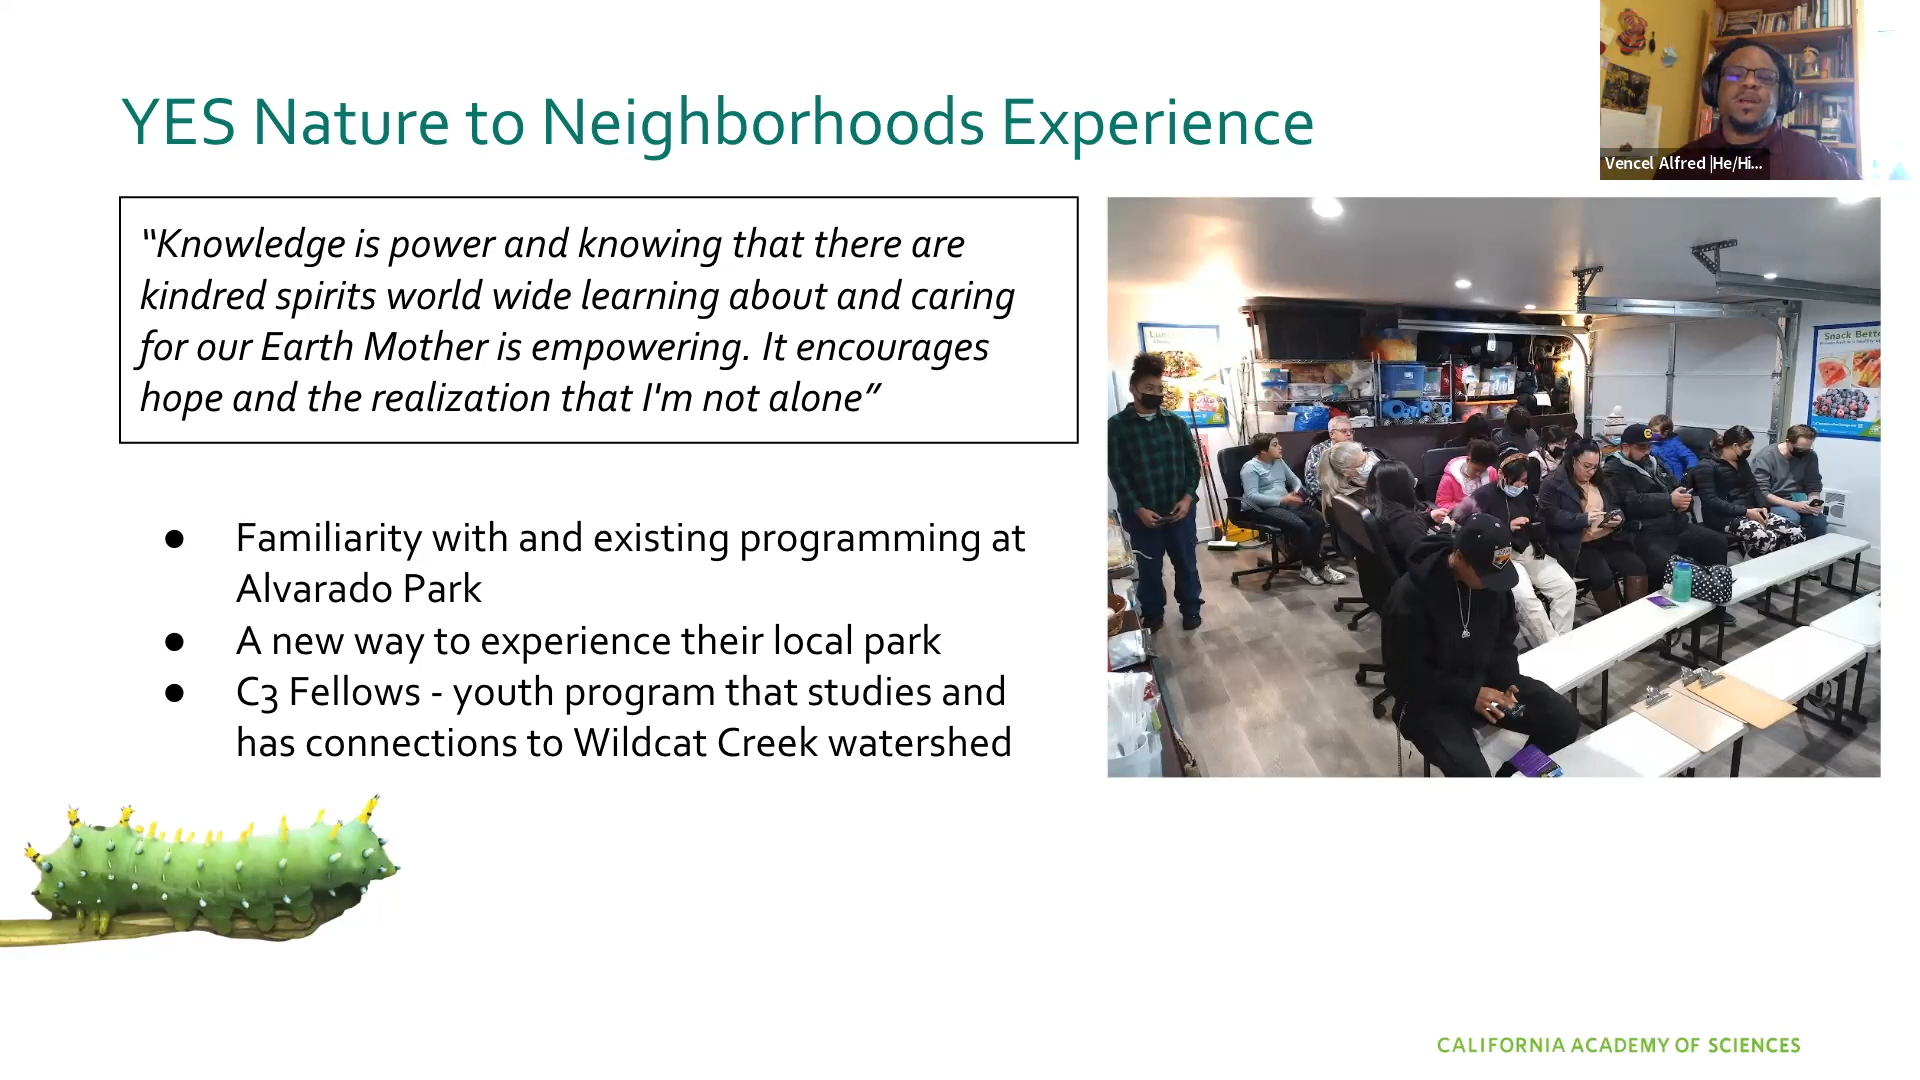 YES Nature to Neighborhoods Experience
Vencel Alfred |He/Hi...
“Knowledge is power and knowing that there are
kindred spirits world wide learning about and caring
for our Earth Mother is empowering. It encourages
hope and the realization that I'm not alone”
● Familiarity with and existing programming at
Alvarado Park
● A new way to experience their local park
● C3 Fellows - youth program that studies and
has connections to Wildcat Creek watershed
Snack Bette
CALIFORNIA ACADEMY OF SCIENCES